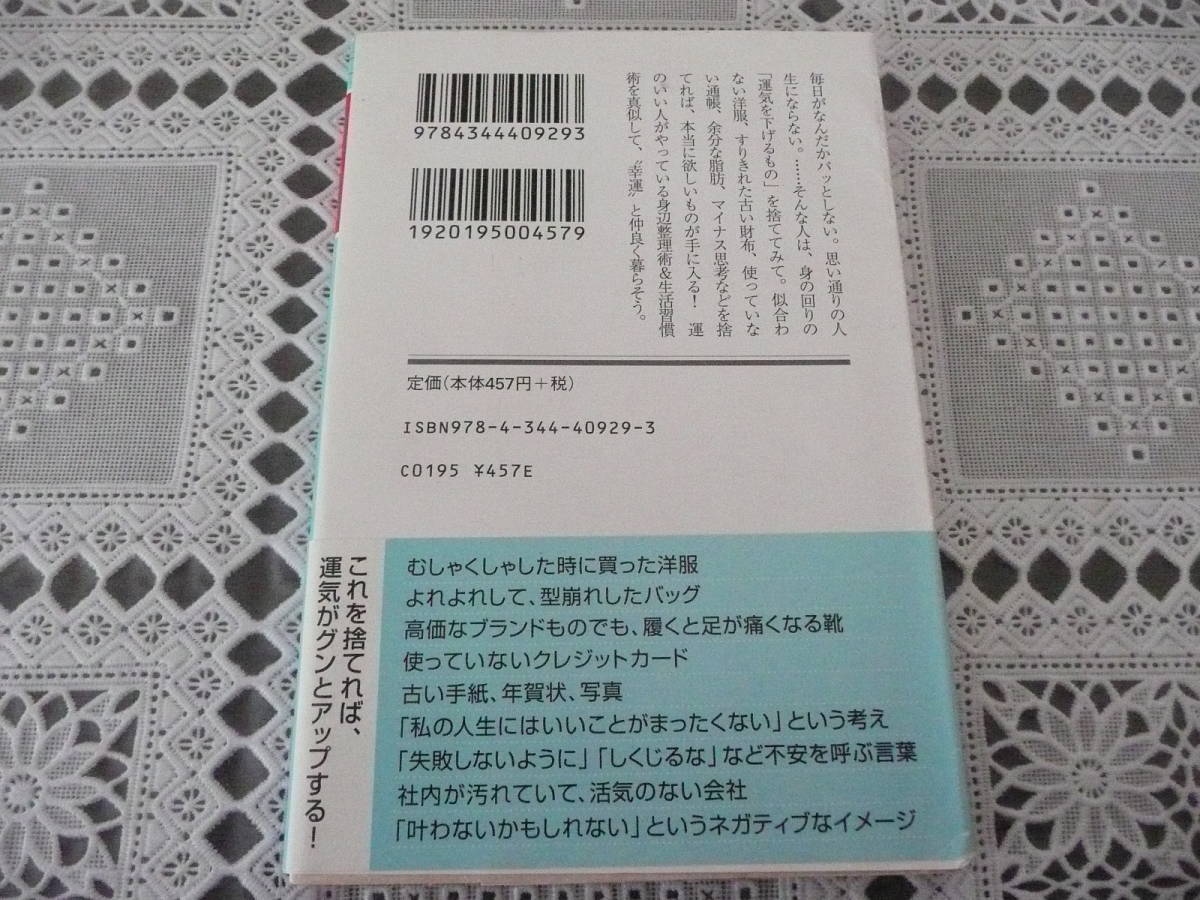 毎日がなんだかパッとしない。思い通りの人
生にならない。……そんな人は、身の回りの
「運気を下げるもの」を捨ててみて。似合わ
ない洋服、すりきれた古い財布、使っていな
い通帳、余分な脂肪、マイナス思考などを捨
てれば、本当に欲しいものが手に入る！ 運
のいい人がやっている身辺整理術&生活習慣
術を真似して、〝幸運〟と仲良く暮らそう。
9784344409293
1920195004579
定価(本体457円+税)
ISBN978-4-344-40929-3
C0195 ¥457E
これを捨てれば、
運気がグンとアップする!
むしゃくしゃした時に買った洋服
よれよれして、型崩れしたバッグ
高価なブランドものでも、履くと足が痛くなる靴
使っていないクレジットカード
古い手紙、年賀状、写真
「私の人生にはいいことがまったくない」という考え
「失敗しないように」「しくじるな」など不安を呼ぶ言葉
社内が汚れていて、活気のない会社
「叶わないかもしれない」というネガティブなイメージ